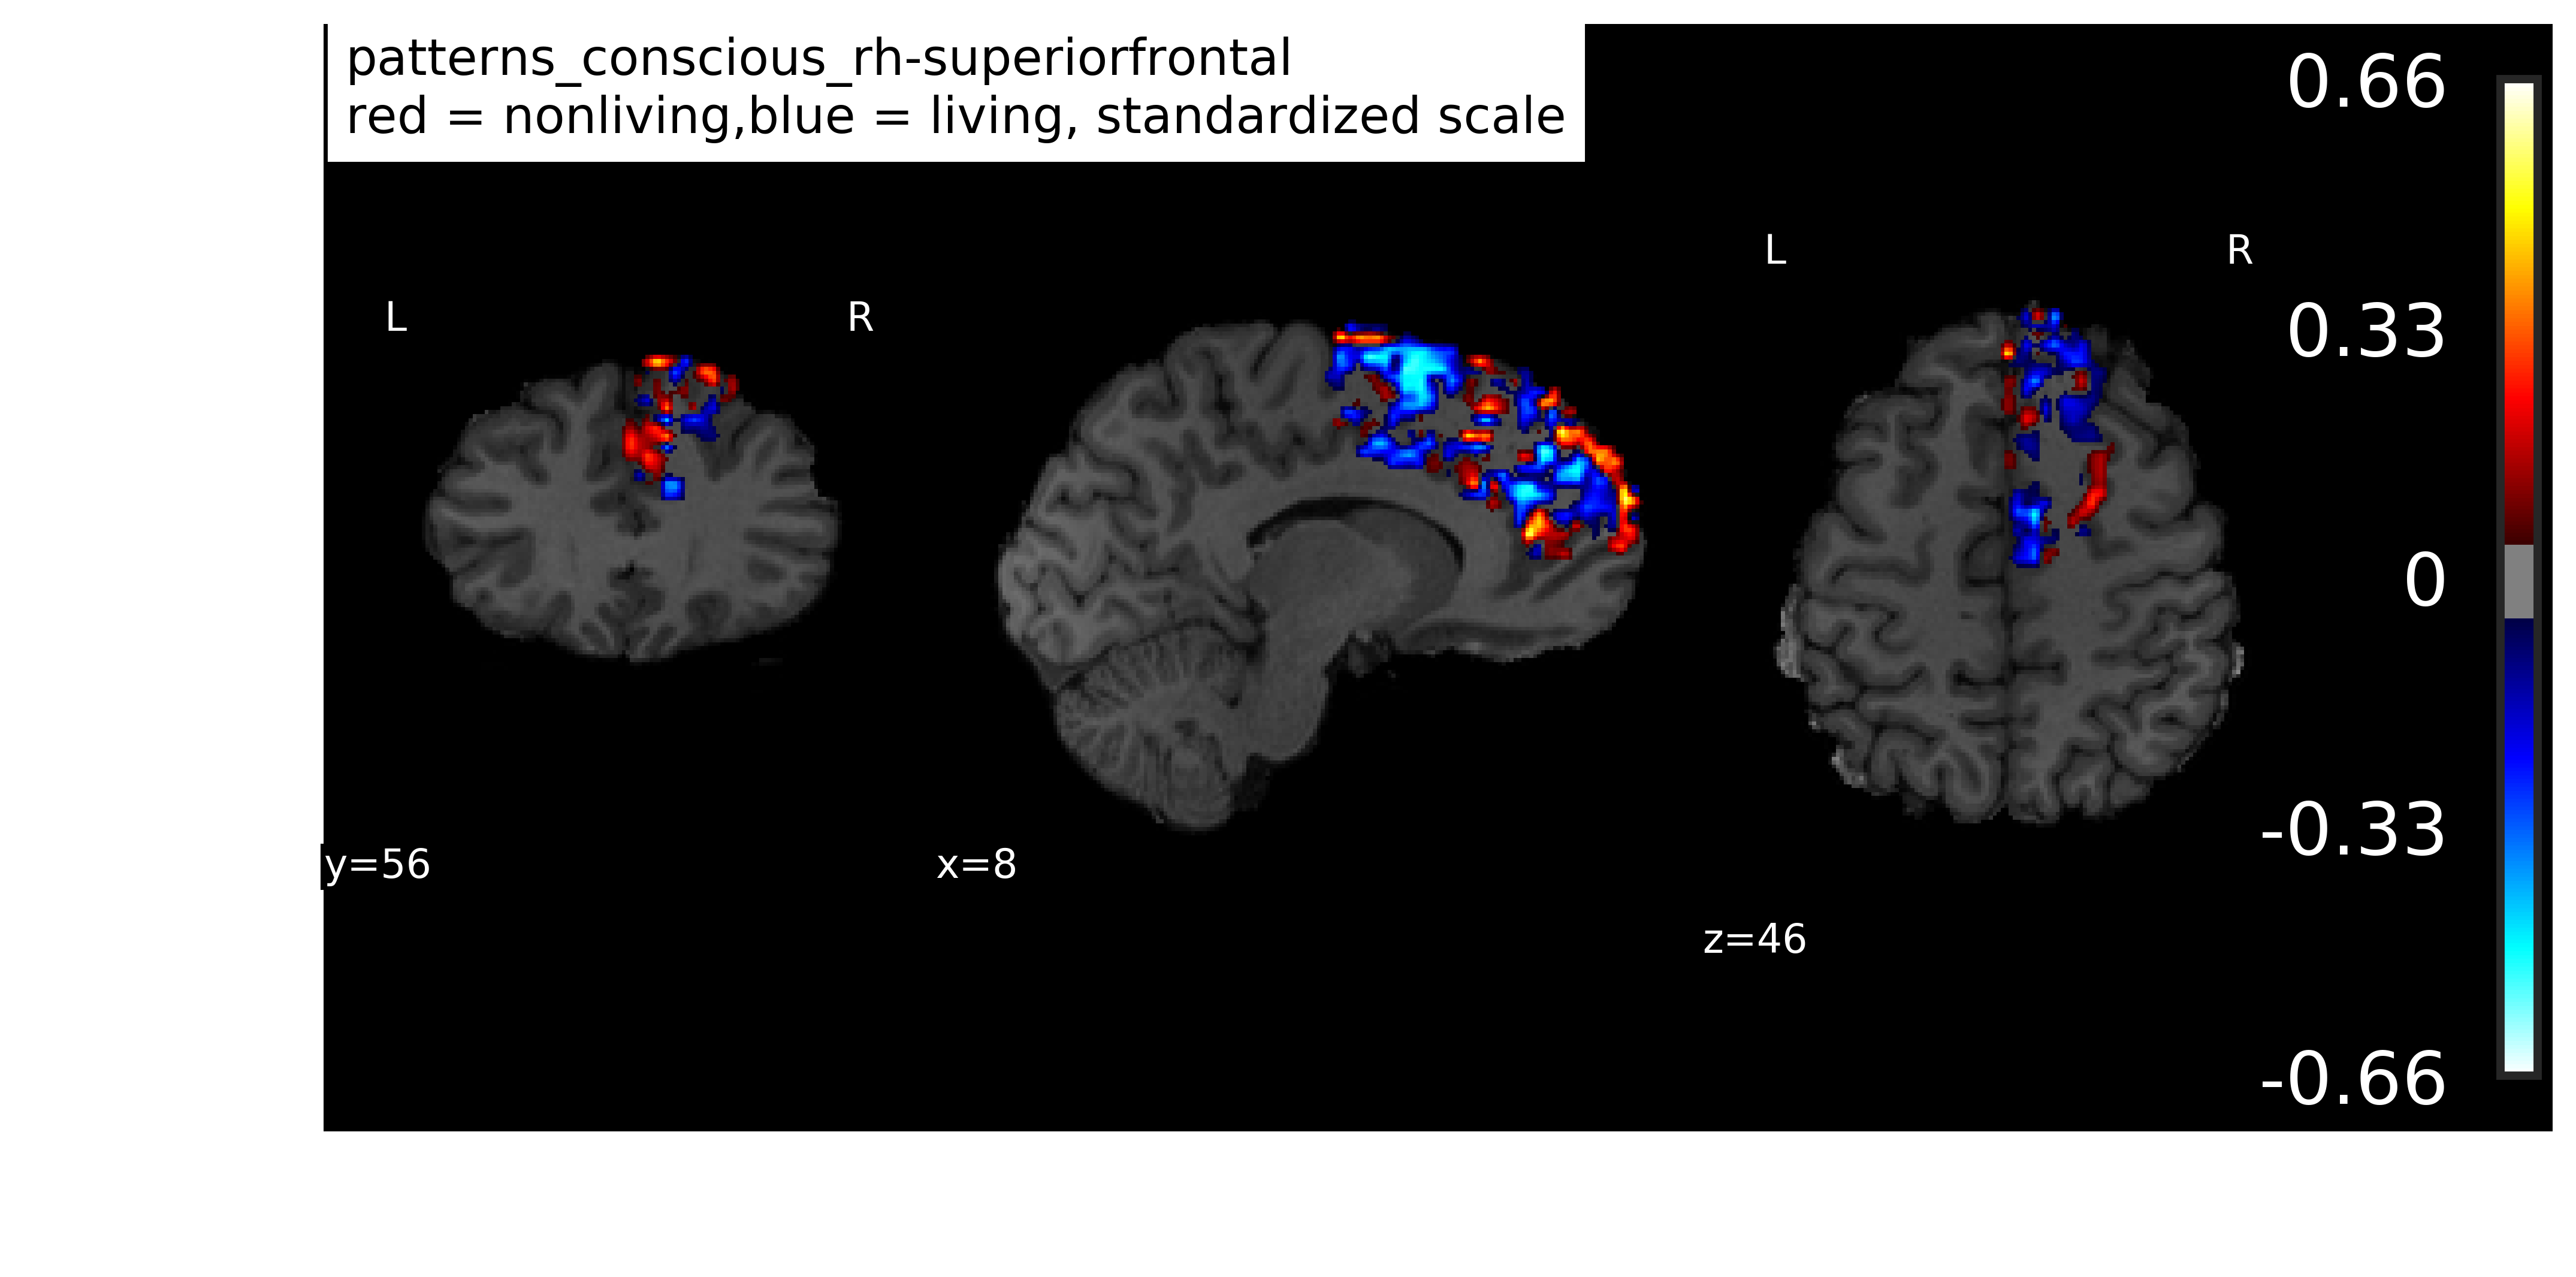 patterns_conscious_rh-superiorfrontal
red = nonliving,blue = living, standardized scale
L
R
y=56
x=8
L
R
z=46
0.66
0.33
0
-0.33
-0.66